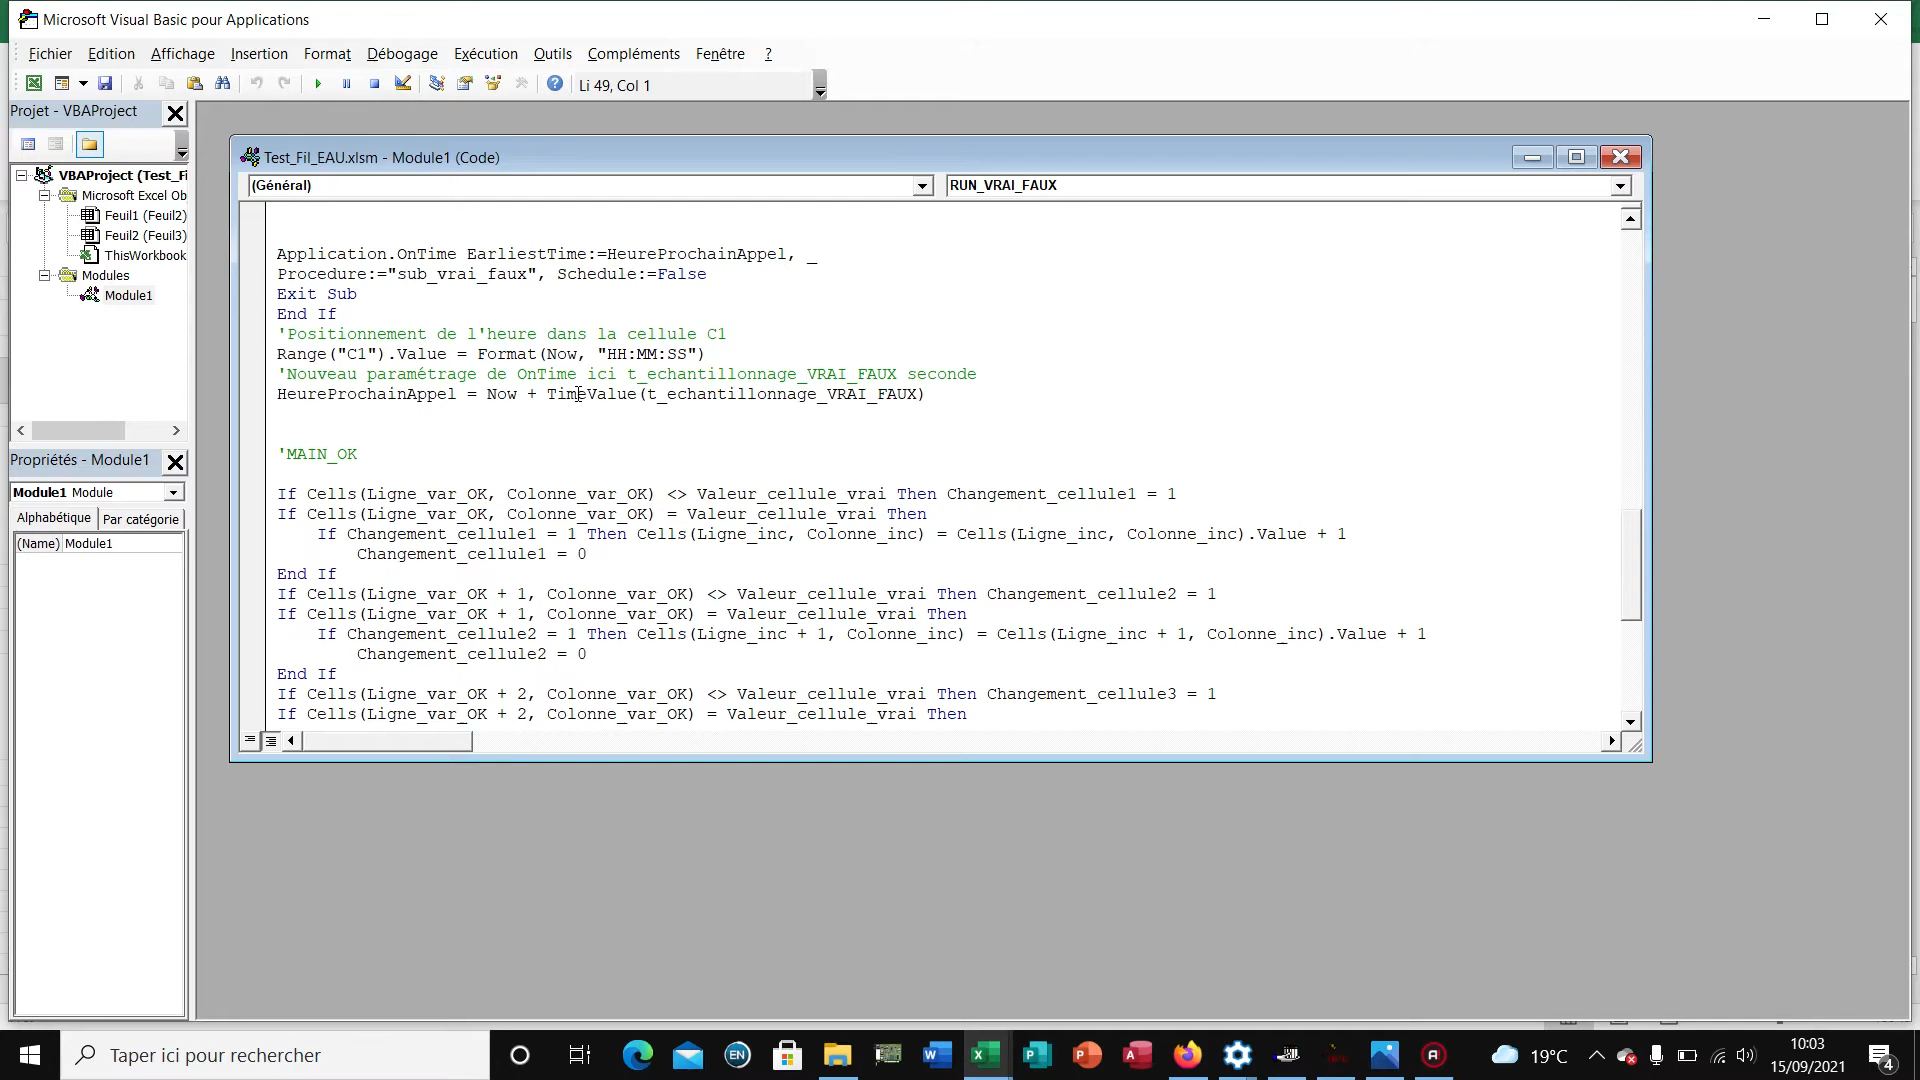 Microsoft Visual Basic pour Applications
Fichier Edition Affichage Insertion Format Débogage Exécution Outils Compléments Fenêtre ?
Li 49, Col 1
Projet - VBAProject
VBAProject (Test_Fi
Microsoft Excel Ob
Feuil1 (Feuil2)
Feuil2 (Feuil3)
ThisWorkbook
Modules
Module1
Propriétés - Module1
Module1 Module
Alphabétique Par catégorie
(Name) Module1
Test_Fil_EAU.xlsm - Module1 (Code)
(Général) RUN_VRAI_FAUX
Application.OnTime EarliestTime:=HeureProchainAppel, _
Procedure:="sub_vrai_faux", Schedule:=False
Exit Sub
End If
'Positionnement de l'heure dans la cellule C1
Range("C1").Value = Format(Now, "HH:MM:SS")
'Nouveau paramétrage de OnTime ici t_echantillonnage_VRAI_FAUX seconde
HeureProchainAppel = Now + TimeValue(t_echantillonnage_VRAI_FAUX)
'MAIN_OK
If Cells(Ligne_var_OK, Colonne_var_OK) <> Valeur_cellule_vrai Then Changement_cellule1 = 1
If Cells(Ligne_var_OK, Colonne_var_OK) = Valeur_cellule_vrai Then
If Changement_cellule1 = 1 Then Cells(Ligne_inc, Colonne_inc) = Cells(Ligne_inc, Colonne_inc).Value + 1
Changement_cellule1 = 0
End If
If Cells(Ligne_var_OK + 1, Colonne_var_OK) <> Valeur_cellule_vrai Then Changement_cellule2 = 1
If Cells(Ligne_var_OK + 1, Colonne_var_OK) = Valeur_cellule_vrai Then
If Changement_cellule2 = 1 Then Cells(Ligne_inc + 1, Colonne_inc) = Cells(Ligne_inc + 1, Colonne_inc).Value + 1
Changement_cellule2 = 0
End If
If Cells(Ligne_var_OK + 2, Colonne_var_OK) <> Valeur_cellule_vrai Then Changement_cellule3 = 1
If Cells(Ligne_var_OK + 2, Colonne_var_OK) = Valeur_cellule_vrai Then
Taper ici pour rechercher
EN
19°C
10:03
15/09/2021
4